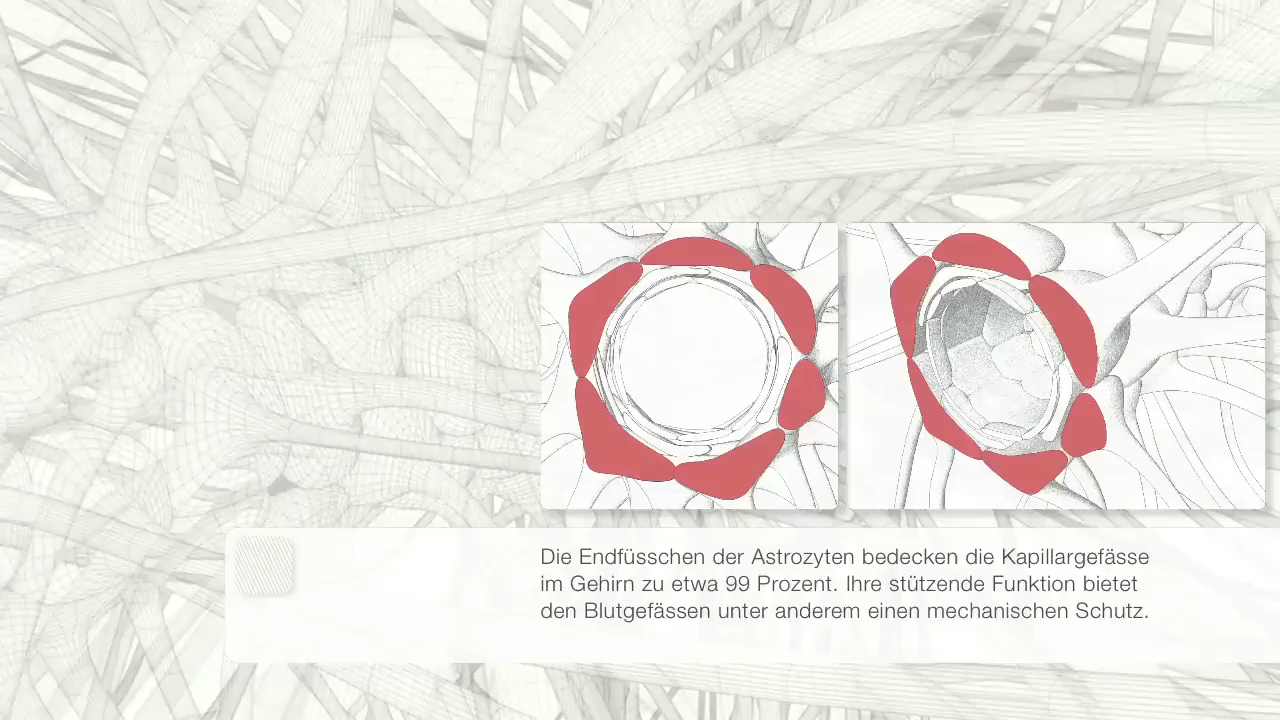 Die Endfüsschen der Astrozyten bedecken die Kapillargefässe
im Gehirn zu etwa 99 Prozent. Ihre stützende Funktion bietet
den Blutgefässen unter anderem einen mechanischen Schutz.